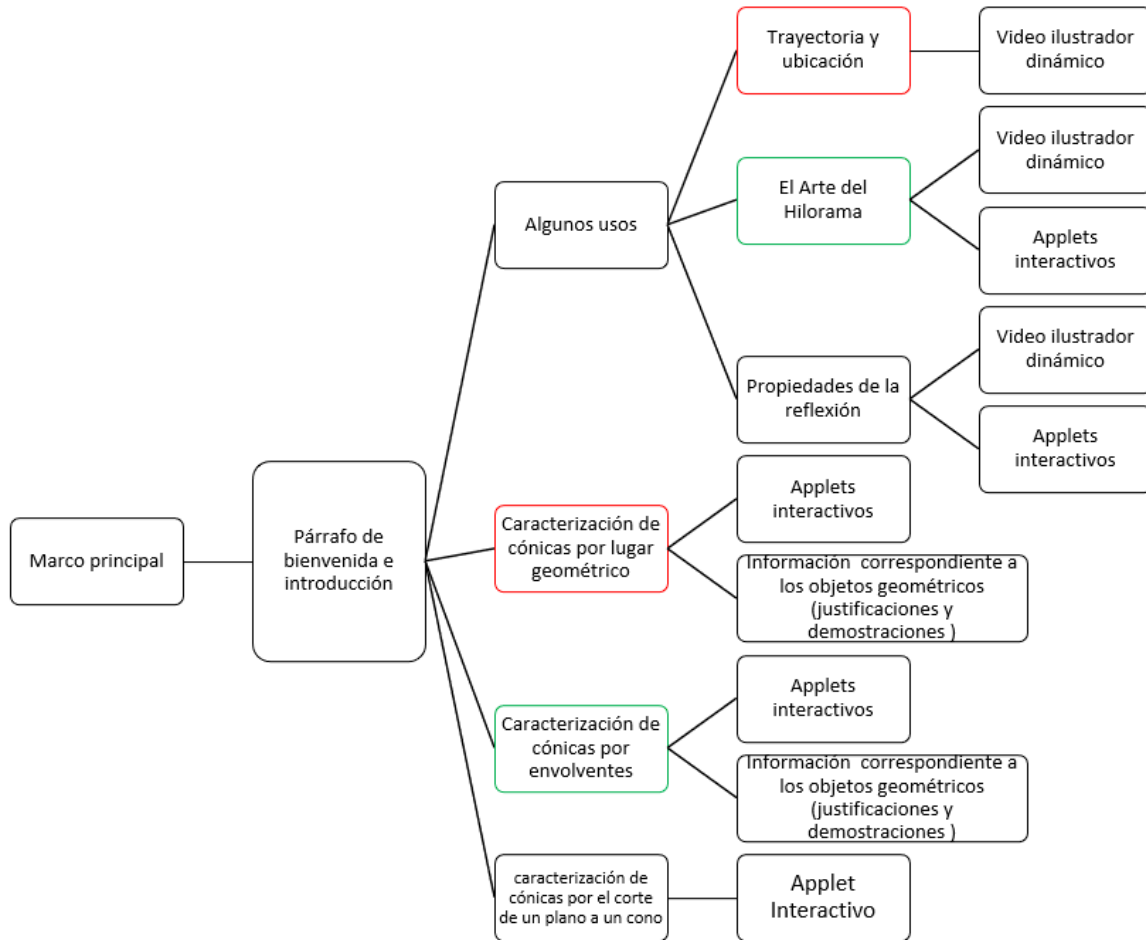 Trayectoria y
ubicación
Video ilustrador
dinámico
Video ilustrador
dinámico
El Arte del
Hilorama
Algunos usos
Applets
interactivos
Video ilustrador
dinámico
Propiedades de la
reflexión
Applets
interactivos
Applets
interactivos
Caracterización de
cónicas por lugar
geométrico
Párrafo de
bienvenida e
introducción
Marco principal
Información correspondiente a
los objetos geométricos
(justificaciones y
demostraciones )
Applets
interactivos
Caracterización de
cónicas por
envolventes
Información correspondiente a
los objetos geométricos
(justificaciones y
demostraciones )
caracterización de
cónicas por el corte
de un plano a un cono
Applet
Interactivo